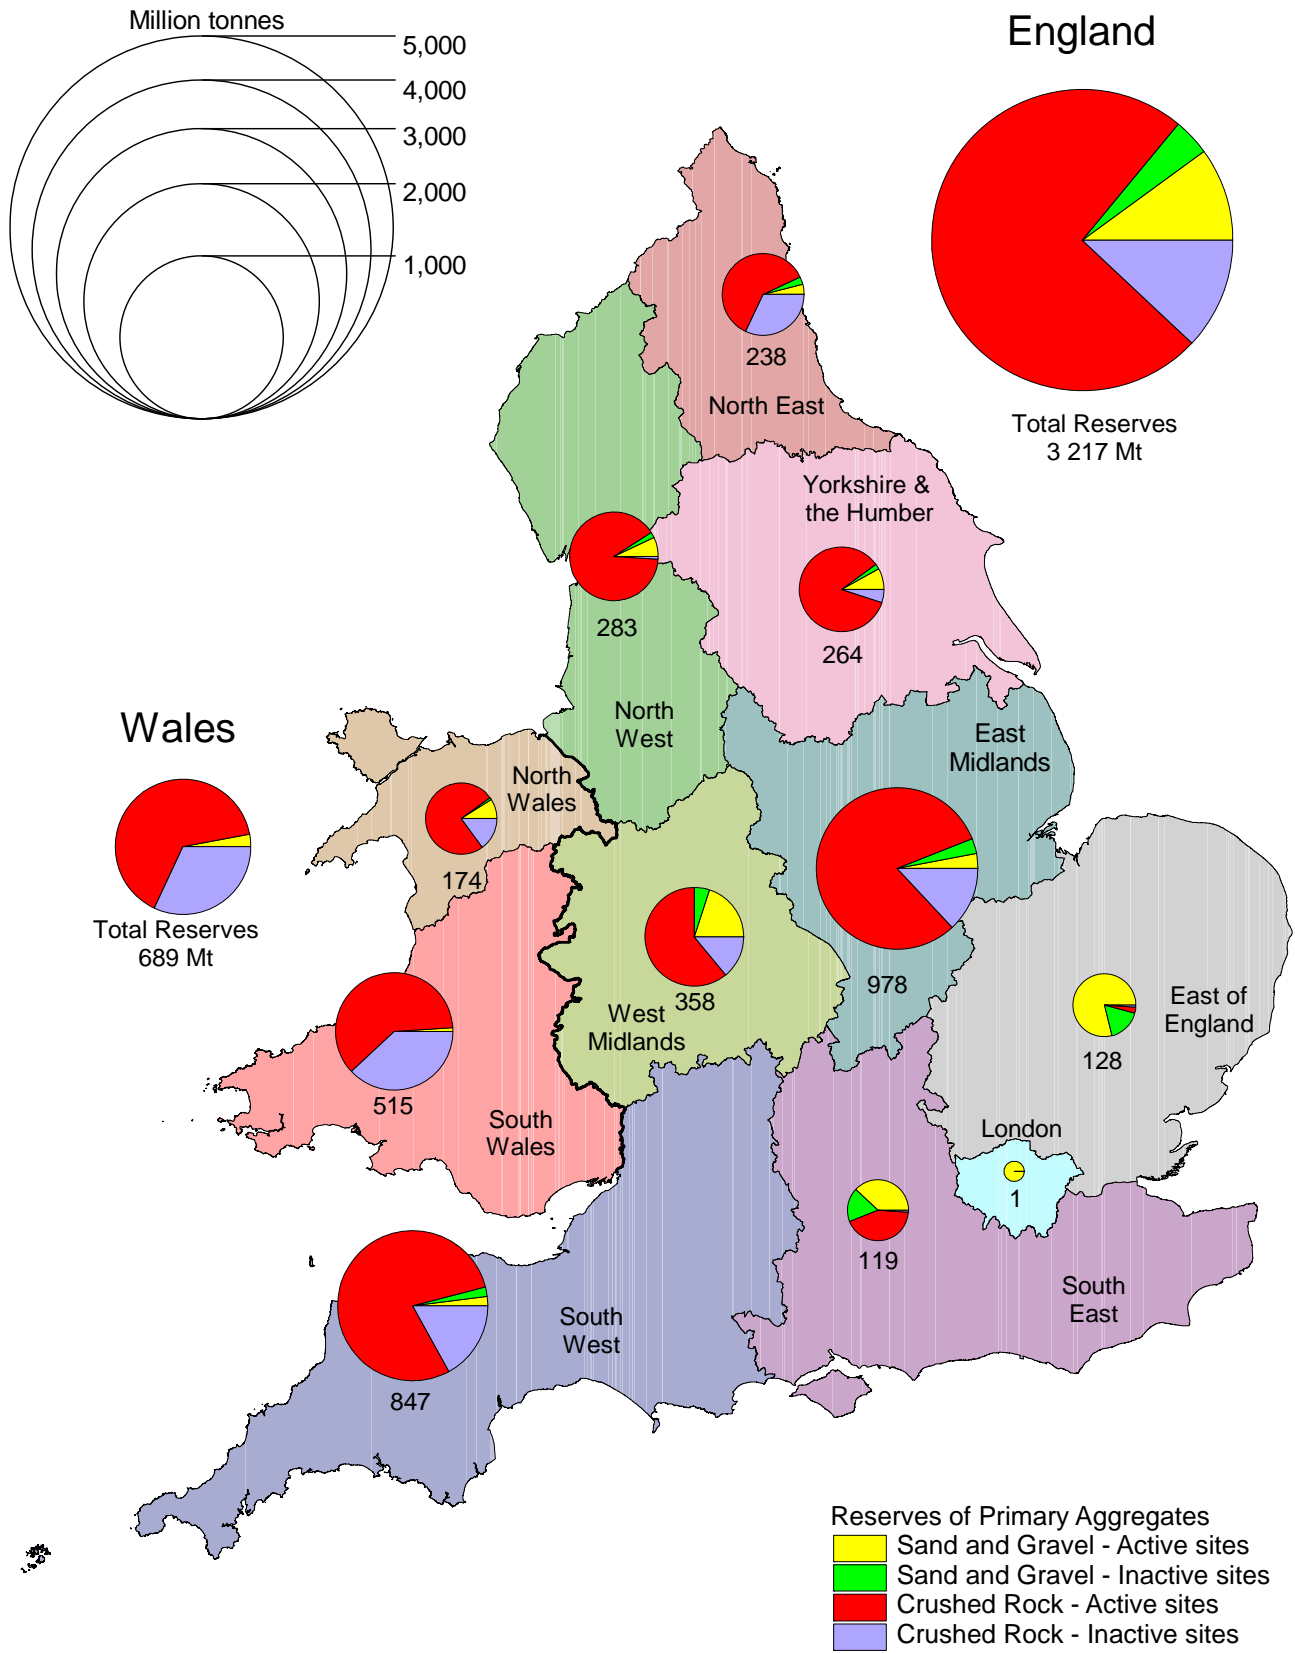 Million tonnes
5,000
4,000
3,000
2,000
1,000
England
Total Reserves
3 217 Mt
238
North East
Yorkshire &
the Humber
283
264
North
West
Wales
Total Reserves
689 Mt
East
Midlands
North
Wales
174
978
358
West
Midlands
East of
England
128
515
South
Wales
London
1
119
South
East
South
West
847
Reserves of Primary Aggregates
Sand and Gravel - Active sites
Sand and Gravel - Inactive sites
Crushed Rock - Active sites
Crushed Rock - Inactive sites